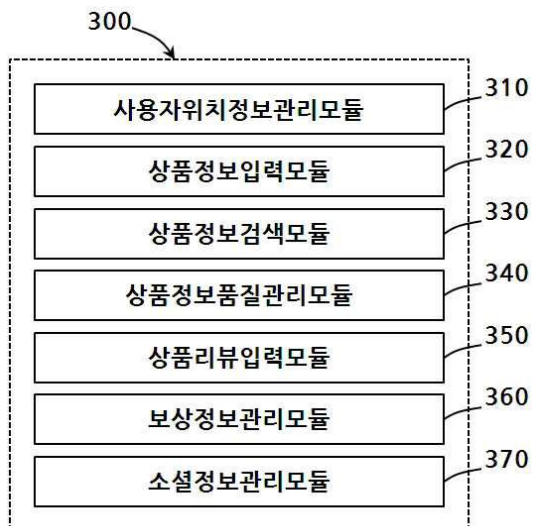 300
사용자위치정보관리모듈 310
상품정보입력모듈 320
상품정보검색모듈 330
상품정보품질관리모듈 340
상품리뷰입력모듈 350
보상정보관리모듈 360
소셜정보관리모듈 370